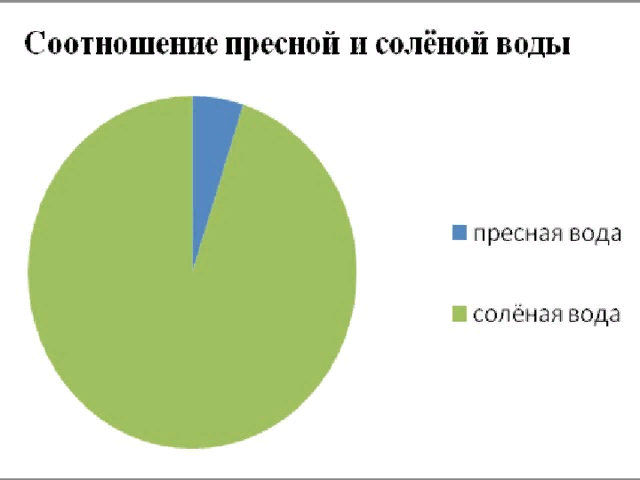 Соотношение пресной и солёной воды
пресная вода
солёная вода